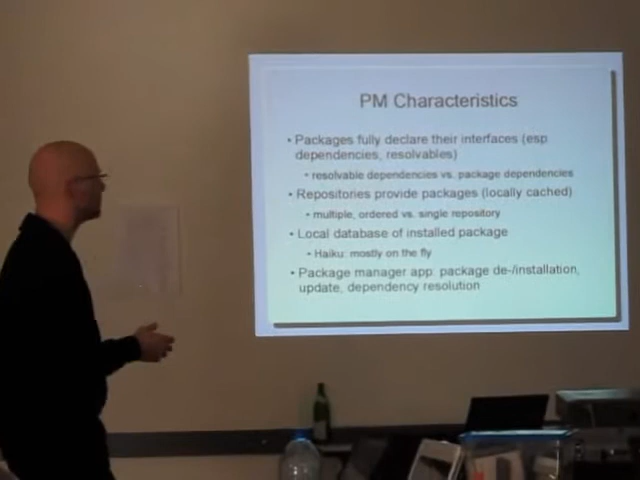 PM Characteristics
• Packages fully declare their interfaces (esp
dependencies, resolvables)
• resolvable dependencies vs. package dependencies
• Repositories provide packages (locally cached)
• multiple, ordered vs. single repository
• Local database of installed package
• Haiku: mostly on the fly
• Package manager app: package de-/installation,
update, dependency resolution